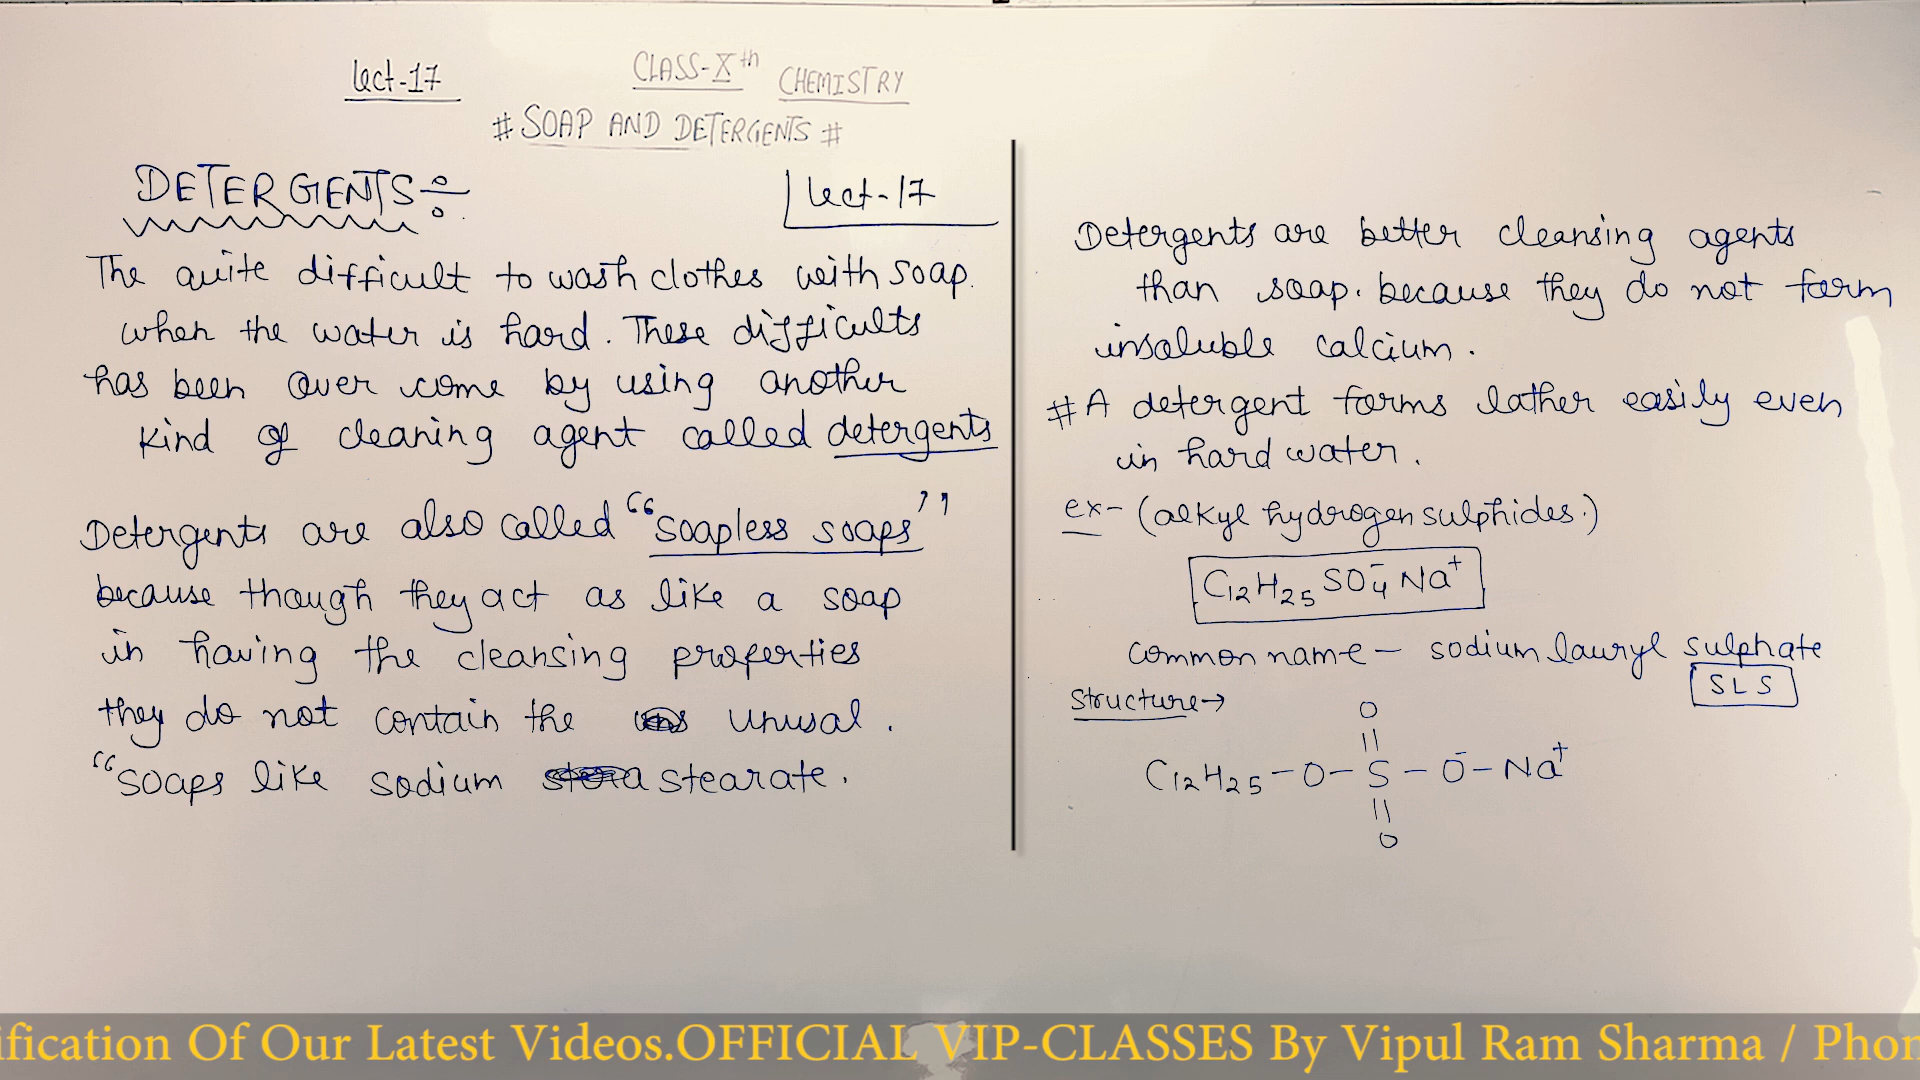 Lect-17
CLASS-Xth CHEMISTRY
# SOAP AND DETERGENTS #
DETERGENTS÷
Lect-17
The quite difficult to wash clothes with soap.
when the water is hard. These difficults
has been over come by using another
kind of cleaning agent called detergents
Detergents are also called “soapless soaps”
because though they act as like a soap
in having the cleansing properties
they do not contain the unusal.
“soaps like sodium stearate.
Detergents are better cleansing agents
than soap. because they do not form
insoluble calcium.
# A detergent forms lather easily even
in hard water.
ex- (alkyl hydrogen sulphides.)
C₁₂H₂₅SO₄⁻Na⁺
common name – sodium lauryl sulphate
SLS
Structure→
O
||
C₁₂H₂₅-O-S-O⁻-Na⁺
||
O
ification Of Our Latest Videos.OFFICIAL VIP-CLASSES By Vipul Ram Sharma / Phon